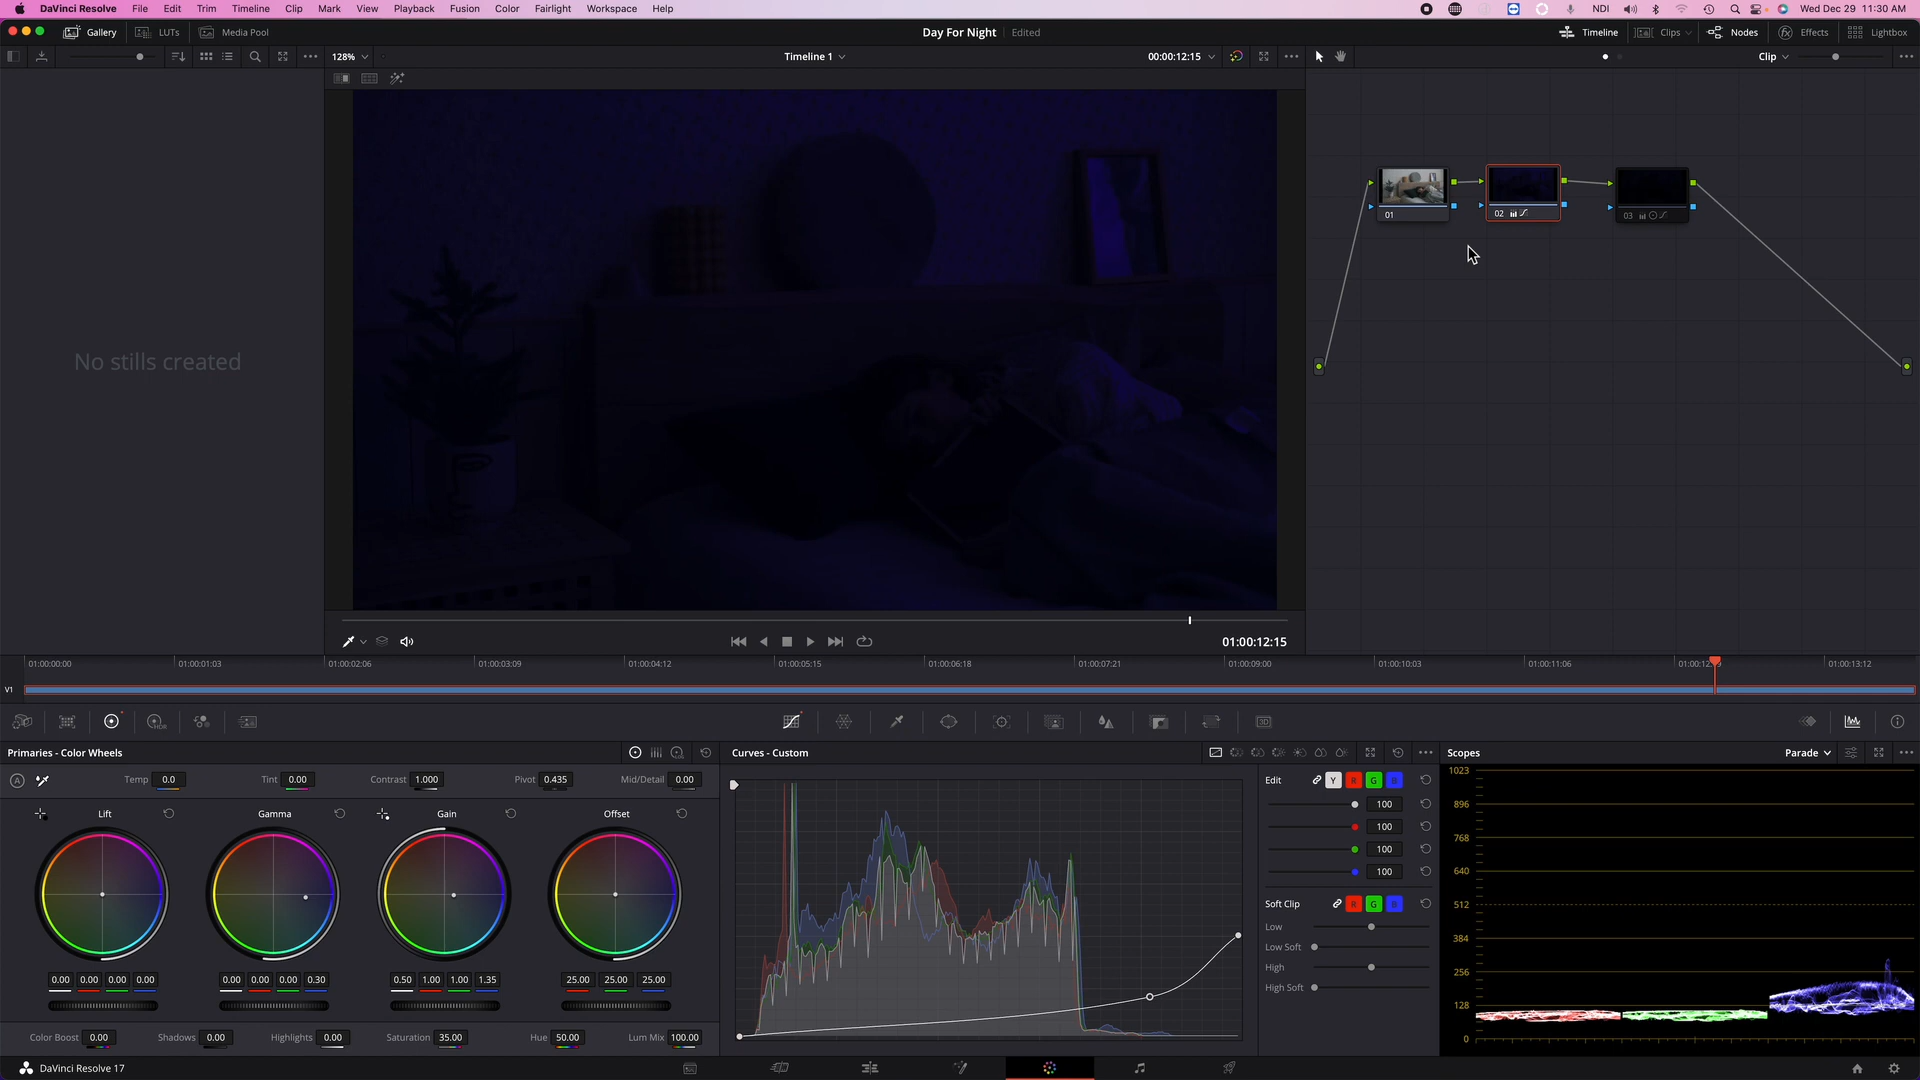 DaVinci Resolve File Edit Trim Timeline Clip Mark View Playback Fusion Color Fairlight Workspace Help NDI Wed Dec 29 11:30 AM
Gallery LUTs Media Pool Day For Night Edited Timeline Clips Nodes Effects Lightbox
128% Timeline 1 00:00:12:15 Clip
01 02 03
No stills created
01:00:12:15
01:00:00:00 01:00:01:03 01:00:02:06 01:00:03:09 01:00:04:12 01:00:05:15 01:00:06:18 01:00:07:21 01:00:09:00 01:00:10:03 01:00:11:06 01:00:13:12
V1
HDR 3D
Primaries - Color Wheels Curves - Custom Scopes Parade
A Temp 0.0 Tint 0.00 Contrast 1.000 Pivot 0.435 Mid/Detail 0.00
Lift Gamma Gain Offset
0.00 0.00 0.00 0.00 0.00 0.00 0.00 0.30 0.50 1.00 1.00 1.35 25.00 25.00 25.00
Color Boost 0.00 Shadows 0.00 Highlights 0.00 Saturation 35.00 Hue 50.00 Lum Mix 100.00
Edit Y R G B
100
100
100
100
Soft Clip R G B
Low
Low Soft
High
High Soft
1023
896
768
640
512
384
256
128
0
DaVinci Resolve 17